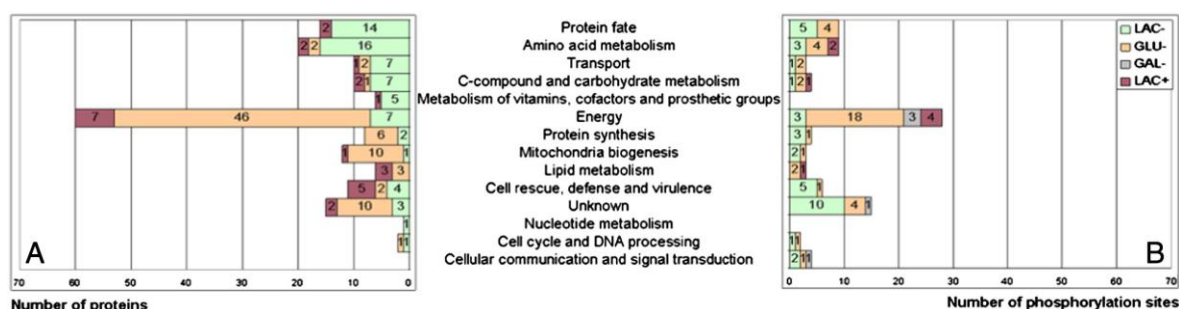 2 14 Protein fate 5 4 LAC-
2 2 16 Amino acid metabolism 3 4 2 GLU-
1 2 7 Transport 1 2 GAL-
2 1 7 C-compound and carbohydrate metabolism 1 2 1 LAC+
1 5 Metabolism of vitamins, cofactors and prosthetic groups
7 46 7 Energy 3 18 3 4
6 2 Protein synthesis 3 1
1 10 1 Mitochondria biogenesis 2 1
3 3 Lipid metabolism 2 1
5 2 4 Cell rescue, defense and virulence 5 1
2 10 3 Unknown 10 4 1
1 Nucleotide metabolism
A 1 1 Cell cycle and DNA processing 1 1 B
Cellular communication and signal transduction 2 1 1
70 60 50 40 30 20 10 0 0 10 20 30 40 50 60 70
Number of proteins Number of phosphorylation sites